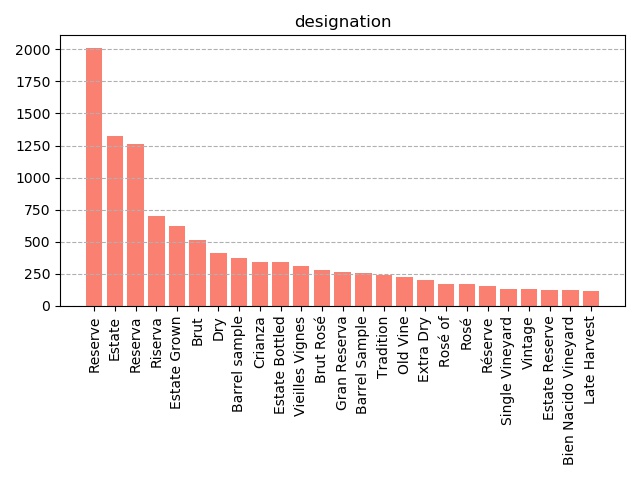 designation
2000
1750
1500
1250
1000
750
500
250
0
Reserve
Estate
Reserva
Riserva
Estate Grown
Brut
Dry
Barrel sample
Crianza
Estate Bottled
Vieilles Vignes
Brut Rosé
Gran Reserva
Barrel Sample
Tradition
Old Vine
Extra Dry
Rosé of
Rosé
Réserve
Single Vineyard
Vintage
Estate Reserve
Bien Nacido Vineyard
Late Harvest